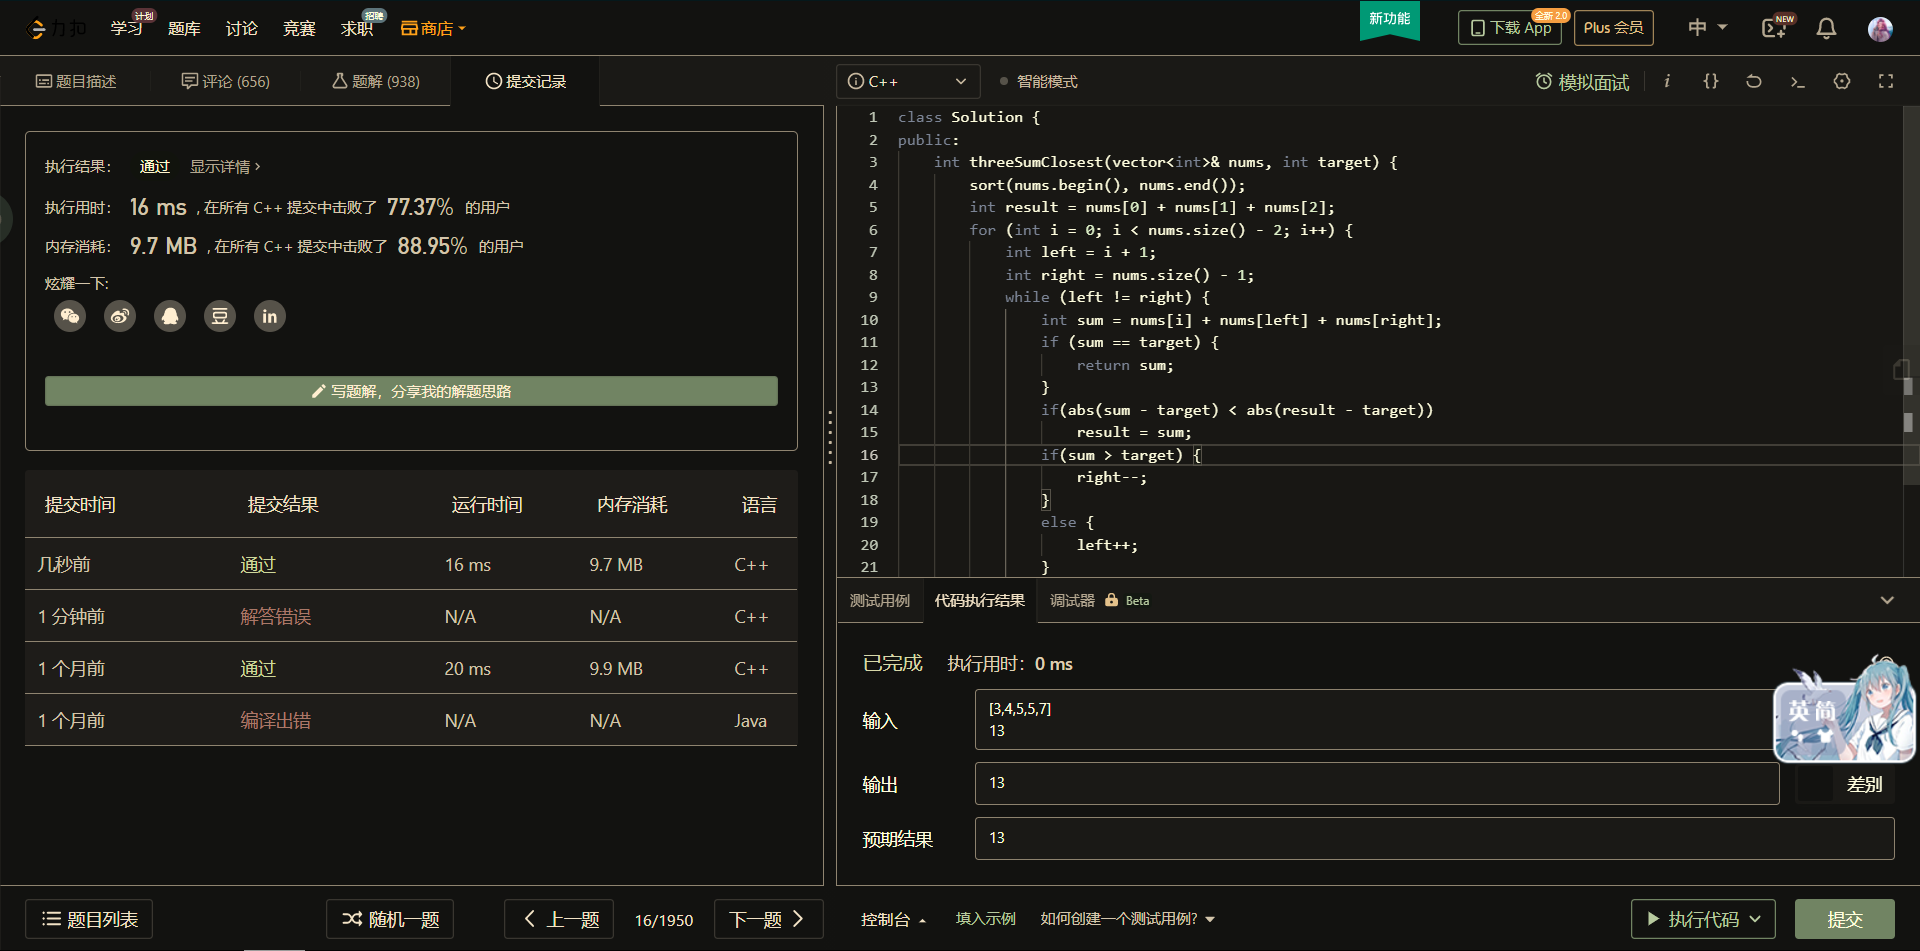 力扣 学习 计划 题库 讨论 竞赛 求职 招聘 商店 新功能 下载 App 全新 2.0 Plus 会员 中 NEW
题目描述 评论 (656) 题解 (938) 提交记录
执行结果： 通过 显示详情 >
执行用时： 16 ms , 在所有 C++ 提交中击败了 77.37% 的用户
内存消耗： 9.7 MB , 在所有 C++ 提交中击败了 88.95% 的用户
炫耀一下:
豆 in
写题解，分享我的解题思路
提交时间 提交结果 运行时间 内存消耗 语言
几秒前 通过 16 ms 9.7 MB C++
1 分钟前 解答错误 N/A N/A C++
1 个月前 通过 20 ms 9.9 MB C++
1 个月前 编译出错 N/A N/A Java
题目列表 随机一题 上一题 16/1950 下一题
C++ 智能模式 模拟面试 i {} >_
1 class Solution {
2 public:
3 int threeSumClosest(vector<int>& nums, int target) {
4 sort(nums.begin(), nums.end());
5 int result = nums[0] + nums[1] + nums[2];
6 for (int i = 0; i < nums.size() - 2; i++) {
7 int left = i + 1;
8 int right = nums.size() - 1;
9 while (left != right) {
10 int sum = nums[i] + nums[left] + nums[right];
11 if (sum == target) {
12 return sum;
13 }
14 if(abs(sum - target) < abs(result - target))
15 result = sum;
16 if(sum > target) {
17 right--;
18 }
19 else {
20 left++;
21 }
测试用例 代码执行结果 调试器 Beta
已完成 执行用时：0 ms
输入
[3,4,5,5,7]
13
英 简
输出 13 差别
预期结果 13
控制台 填入示例 如何创建一个测试用例? 执行代码 提交